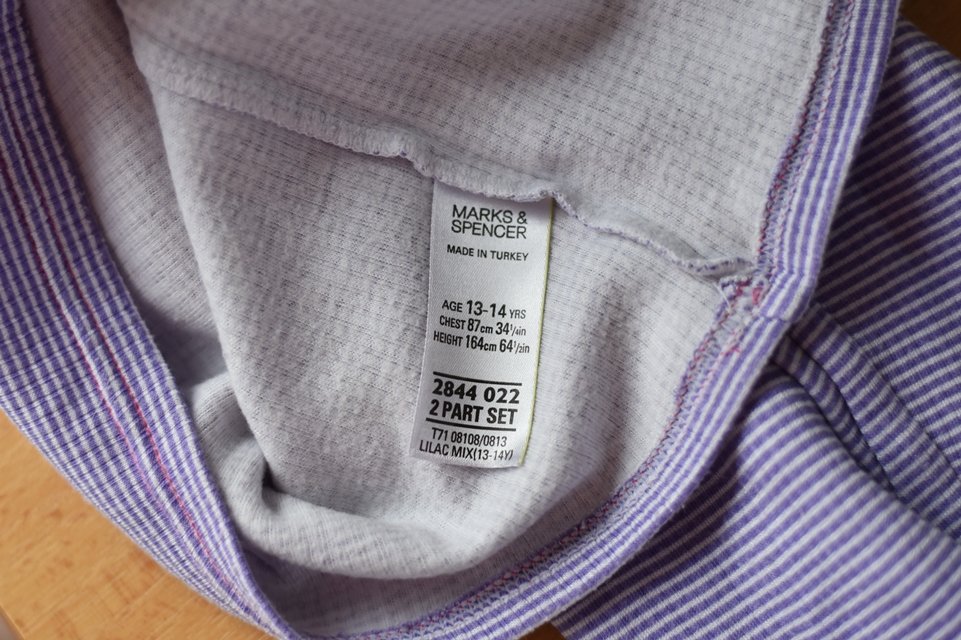 MARKS &
SPENCER
MADE IN TURKEY
AGE 13-14 YRS
CHEST 87cm 34¼in
HEIGHT 164cm 64½in
2844 022
2 PART SET
T71 08108/0813
LILAC MIX(13-14Y)